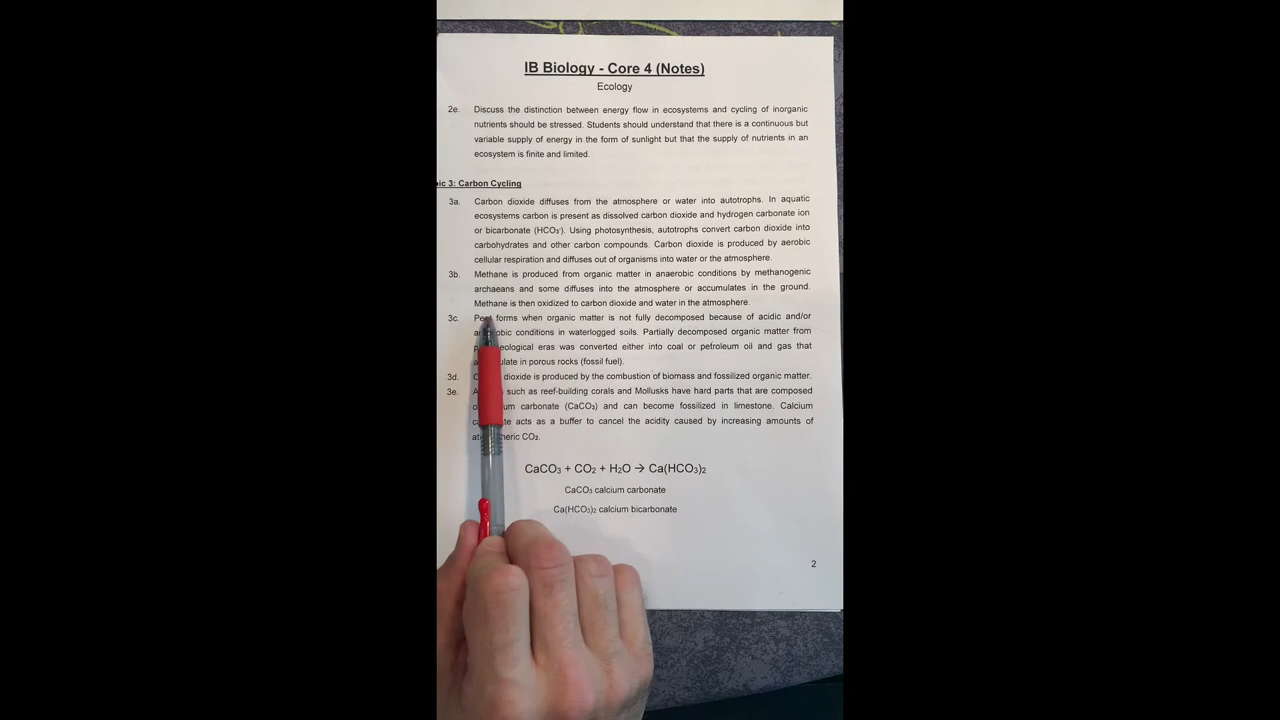 IB Biology - Core 4 (Notes)
Ecology
2e. Discuss the distinction between energy flow in ecosystems and cycling of inorganic
nutrients should be stressed. Students should understand that there is a continuous but
variable supply of energy in the form of sunlight but that the supply of nutrients in an
ecosystem is finite and limited.
3: Carbon Cycling
3a. Carbon dioxide diffuses from the atmosphere or water into autotrophs. In aquatic
ecosystems carbon is present as dissolved carbon dioxide and hydrogen carbonate ion
or bicarbonate (HCO₃⁻). Using photosynthesis, autotrophs convert carbon dioxide into
carbohydrates and other carbon compounds. Carbon dioxide is produced by aerobic
cellular respiration and diffuses out of organisms into water or the atmosphere.
3b. Methane is produced from organic matter in anaerobic conditions by methanogenic
archaeans and some diffuses into the atmosphere or accumulates in the ground.
Methane is then oxidized to carbon dioxide and water in the atmosphere.
3c. Peat forms when organic matter is not fully decomposed because of acidic and/or
conditions in waterlogged soils. Partially decomposed organic matter from
geological eras was converted either into coal or petroleum oil and gas that
in porous rocks (fossil fuel).
3d. dioxide is produced by the combustion of biomass and fossilized organic matter.
3e. such as reef-building corals and Mollusks have hard parts that are composed
carbonate (CaCO₃) and can become fossilized in limestone. Calcium
acts as a buffer to cancel the acidity caused by increasing amounts of
CO₂.
CaCO₃ + CO₂ + H₂O → Ca(HCO₃)₂
CaCO₃ calcium carbonate
Ca(HCO₃)₂ calcium bicarbonate
2